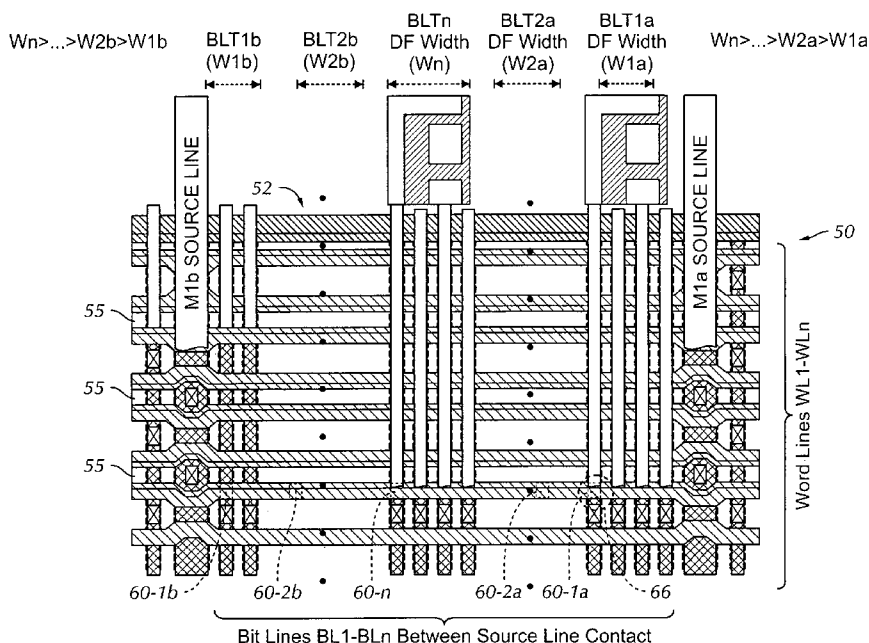 Wn>...>W2b>W1b
BLT1b
(W1b)
BLT2b
(W2b)
BLTn
DF Width
(Wn)
BLT2a
DF Width
(W2a)
BLT1a
DF Width
(W1a)
Wn>...>W2a>W1a
M1b SOURCE LINE
M1a SOURCE LINE
52
50
55
55
55
Word Lines WL1-WLn
60-1b
60-2b
60-n
60-2a
60-1a
66
Bit Lines BL1-BLn Between Source Line Contact